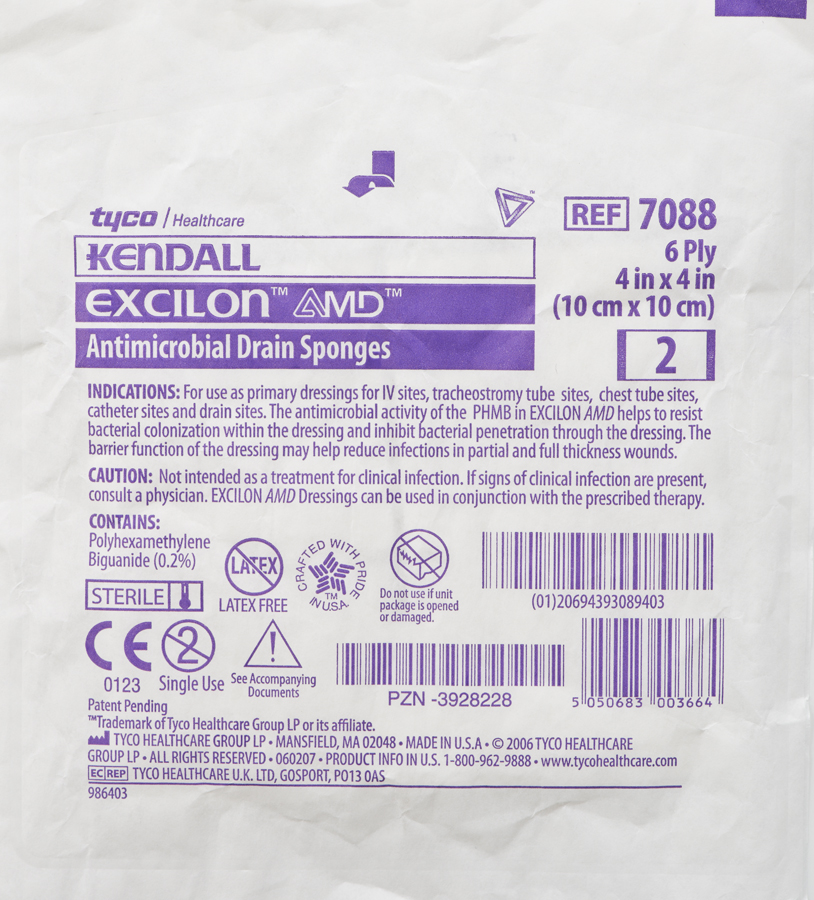 tyco / Healthcare
KENDALL
EXCILON™ AMD™
Antimicrobial Drain Sponges
™
REF 7088
6 Ply
4 in x 4 in
(10 cm x 10 cm)
2
INDICATIONS: For use as primary dressings for IV sites, tracheostromy tube sites, chest tube sites,
catheter sites and drain sites. The antimicrobial activity of the PHMB in EXCILON AMD helps to resist
bacterial colonization within the dressing and inhibit bacterial penetration through the dressing. The
barrier function of the dressing may help reduce infections in partial and full thickness wounds.
CAUTION: Not intended as a treatment for clinical infection. If signs of clinical infection are present,
consult a physician. EXCILON AMD Dressings can be used in conjunction with the prescribed therapy.
CONTAINS:
Polyhexamethylene
Biguanide (0.2%)
STERILE
LATEX
LATEX FREE
CRAFTED WITH PRIDE
TM
IN U.S.A.
Do not use if unit
package is opened
or damaged.
(01)20694393089403
CE
0123
2
Single Use
!
See Accompanying
Documents
PZN -3928228
5 050683 003664
Patent Pending
™Trademark of Tyco Healthcare Group LP or its affiliate.
TYCO HEALTHCARE GROUP LP • MANSFIELD, MA 02048 • MADE IN U.S.A • © 2006 TYCO HEALTHCARE
GROUP LP • ALL RIGHTS RESERVED • 060207 • PRODUCT INFO IN U.S. 1-800-962-9888 • www.tycohealthcare.com
EC REP TYCO HEALTHCARE U.K. LTD, GOSPORT, PO13 0AS
986403